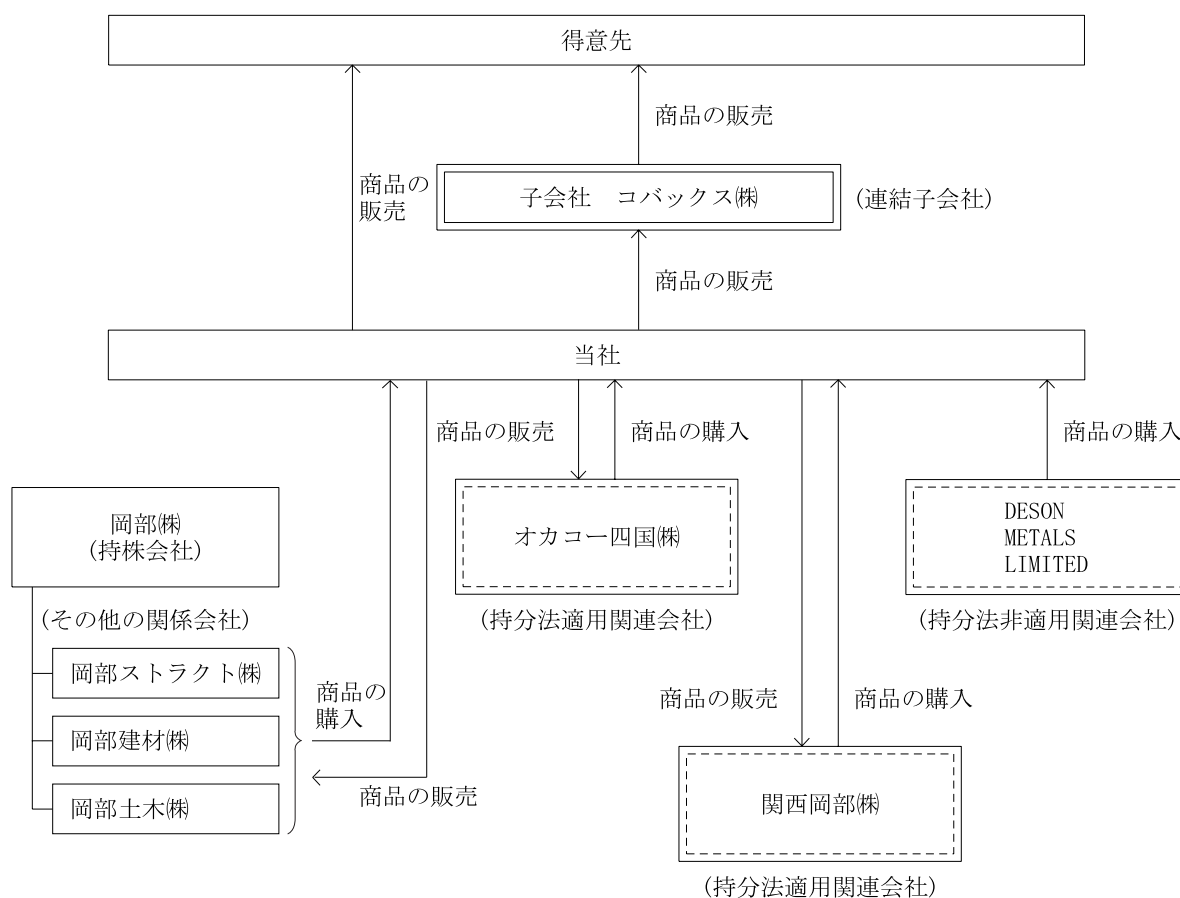 得意先
商品の販売
商品の
販売
子会社　コバックス㈱
(連結子会社)
商品の販売
当社
商品の販売
商品の購入
商品の購入
岡部㈱
(持株会社)
オカコー四国㈱
DESON
METALS
LIMITED
(その他の関係会社)
(持分法適用関連会社)
(持分法非適用関連会社)
岡部ストラクト㈱
商品の
購入
商品の販売
商品の購入
岡部建材㈱
岡部土木㈱
商品の販売
関西岡部㈱
(持分法適用関連会社)